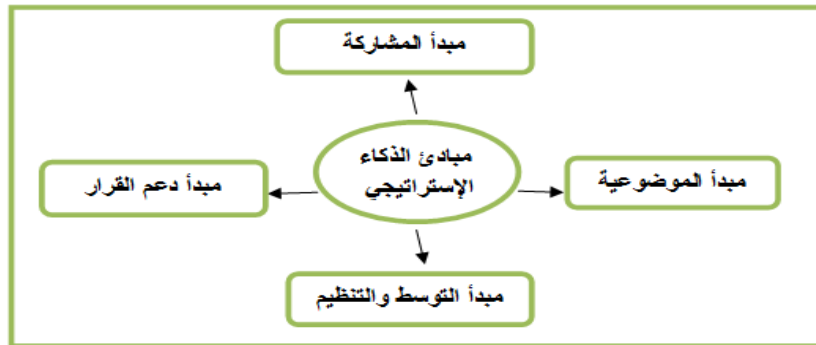 مبدأ المشاركة
مبادئ الذكاء
الإستراتيجي
مبدأ الموضوعية
مبدأ دعم القرار
مبدأ التوسط والتنظيم